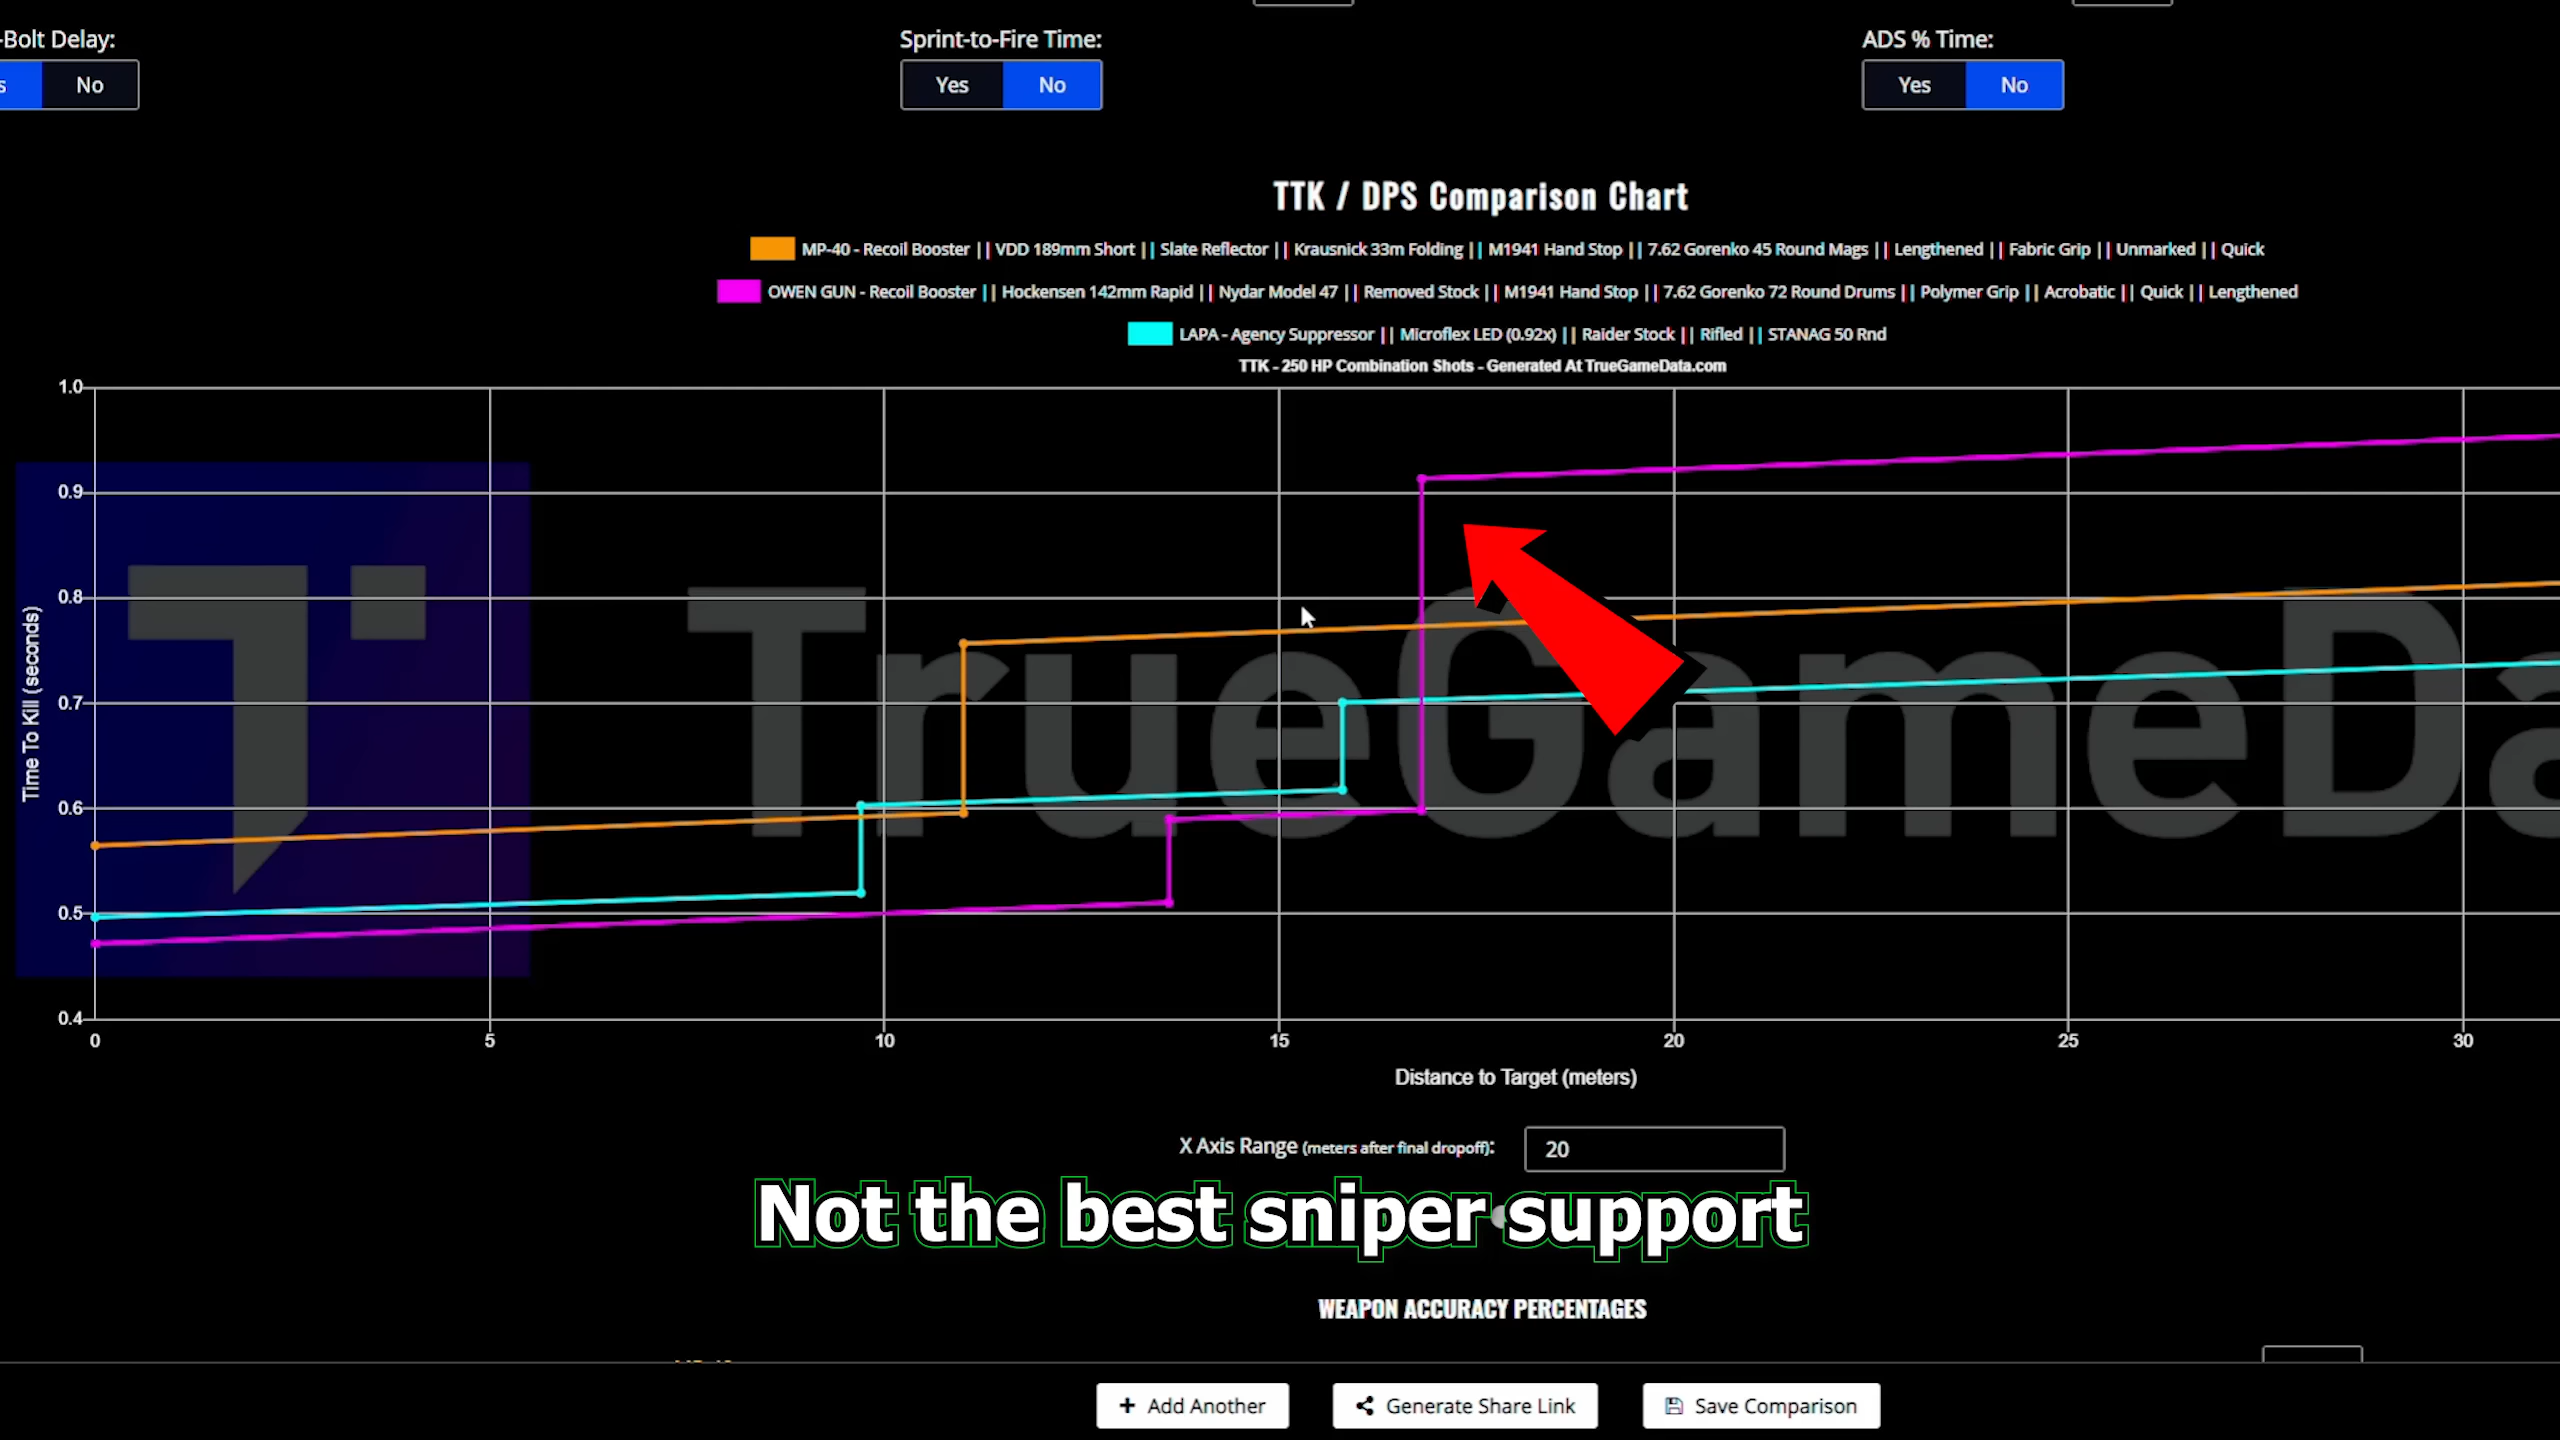 -Bolt Delay:
Sprint-to-Fire Time:
ADS % Time:
s No
Yes No
Yes No
TTK / DPS Comparison Chart
MP-40 - Recoil Booster || VDD 189mm Short || Slate Reflector || Krausnick 33m Folding || M1941 Hand Stop || 7.62 Gorenko 45 Round Mags || Lengthened || Fabric Grip || Unmarked || Quick
OWEN GUN - Recoil Booster || Hockensen 142mm Rapid || Nydar Model 47 || Removed Stock || M1941 Hand Stop || 7.62 Gorenko 72 Round Drums || Polymer Grip || Acrobatic || Quick || Lengthened
LAPA - Agency Suppressor || Microflex LED (0.92x) || Raider Stock || Rifled || STANAG 50 Rnd
TTK - 250 HP Combination Shots - Generated At TrueGameData.com
1.0
0.9
0.8
0.7
0.6
0.5
0.4
Time To Kill (seconds)
TrueGameDa
0 5 10 15 20 25 30
Distance to Target (meters)
X Axis Range (meters after final dropoff): 20
Not the best sniper support
WEAPON ACCURACY PERCENTAGES
+ Add Another
Generate Share Link
Save Comparison